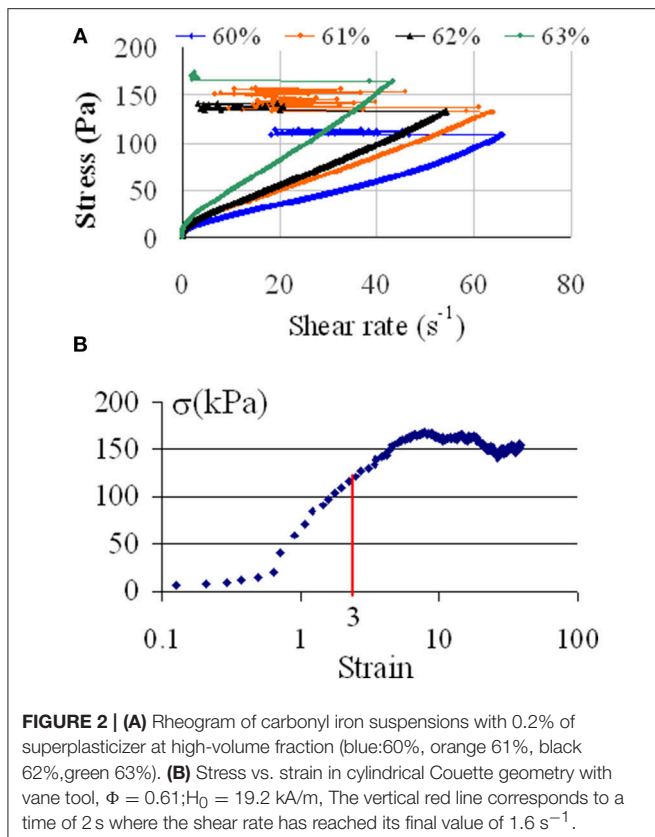 A
60% 61% 62% 63%
200
150
100
50
0
Stress (Pa)
0 20 40 60 80
Shear rate (s⁻¹)
B
200
150
100
50
0
σ(kPa)
3
0.1 1 10 100
Strain
FIGURE 2 | (A) Rheogram of carbonyl iron suspensions with 0.2% of
superplasticizer at high-volume fraction (blue:60%, orange 61%, black
62%,green 63%). (B) Stress vs. strain in cylindrical Couette geometry with
vane tool, Φ = 0.61;H₀ = 19.2 kA/m, The vertical red line corresponds to a
time of 2 s where the shear rate has reached its final value of 1.6 s⁻¹.